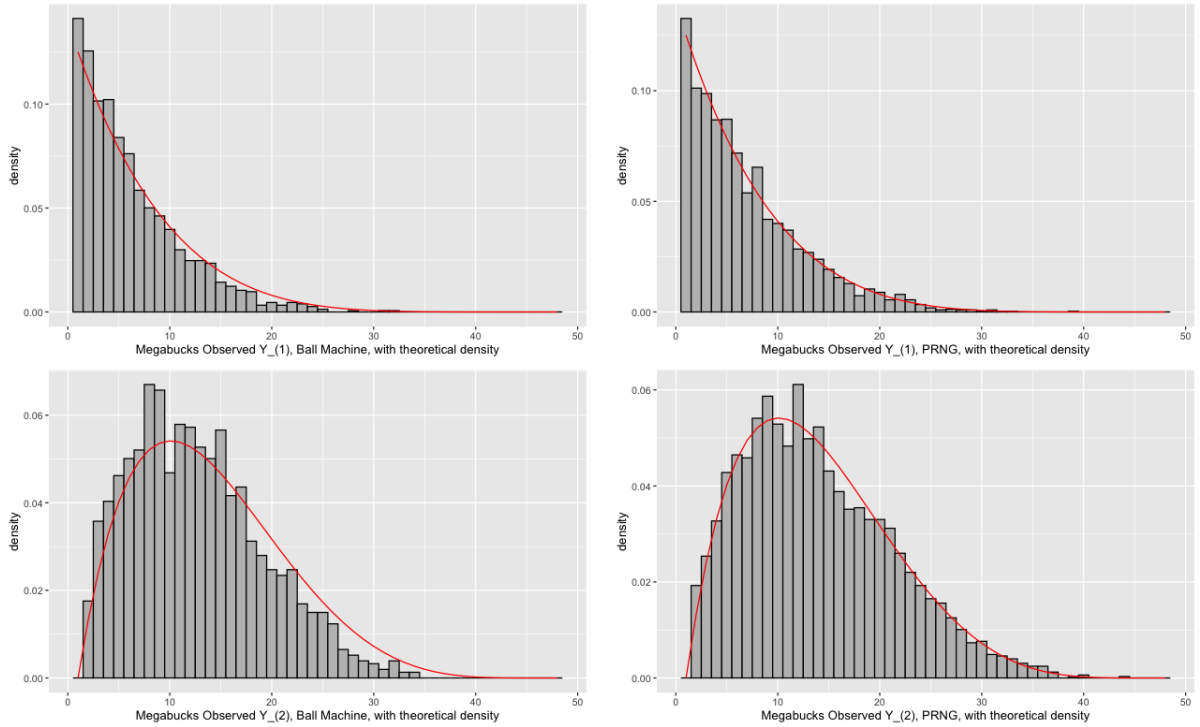 0.10
0.05
0.00
density
0 10 20 30 40 50
Megabucks Observed Y_(1), Ball Machine, with theoretical density
0.10
0.05
0.00
density
0 10 20 30 40 50
Megabucks Observed Y_(1), PRNG, with theoretical density
0.06
0.04
0.02
0.00
density
0 10 20 30 40 50
Megabucks Observed Y_(2), Ball Machine, with theoretical density
0.06
0.04
0.02
0.00
density
0 10 20 30 40 50
Megabucks Observed Y_(2), PRNG, with theoretical density